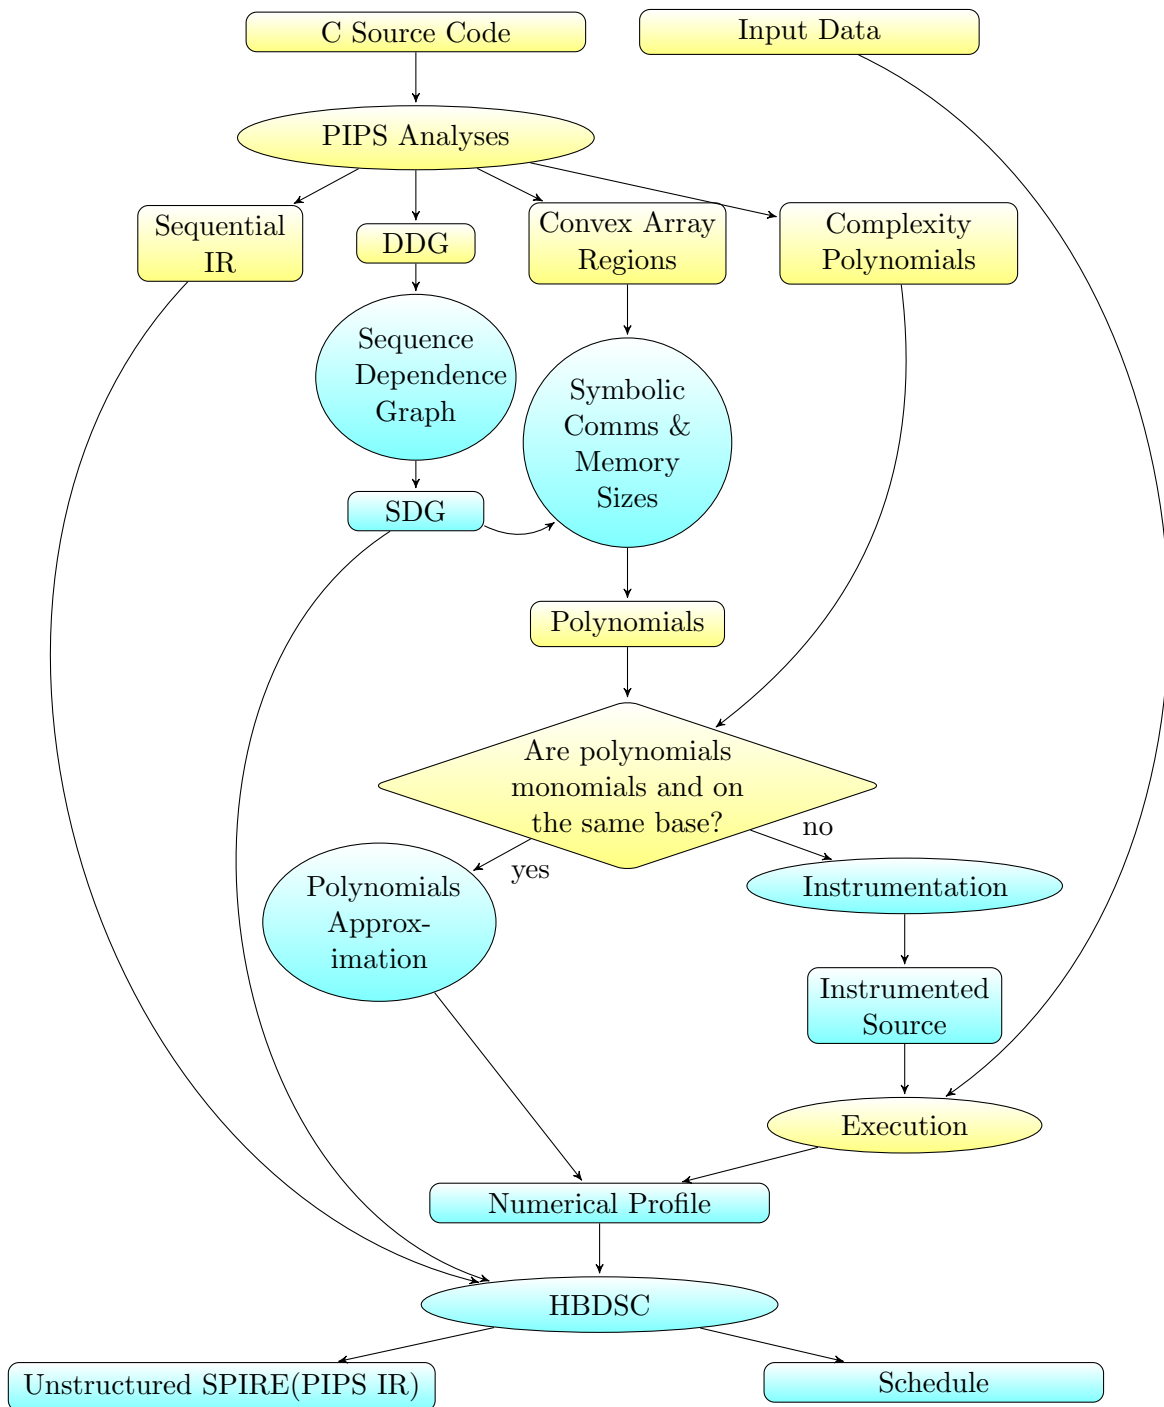 C Source Code
Input Data
PIPS Analyses
Sequential
IR
DDG
Convex Array
Regions
Complexity
Polynomials
Sequence
Dependence
Graph
Symbolic
Comms &
Memory
Sizes
SDG
Polynomials
Are polynomials
monomials and on
the same base?
yes
no
Polynomials
Approx-
imation
Instrumentation
Instrumented
Source
Execution
Numerical Profile
HBDSC
Unstructured SPIRE(PIPS IR)
Schedule